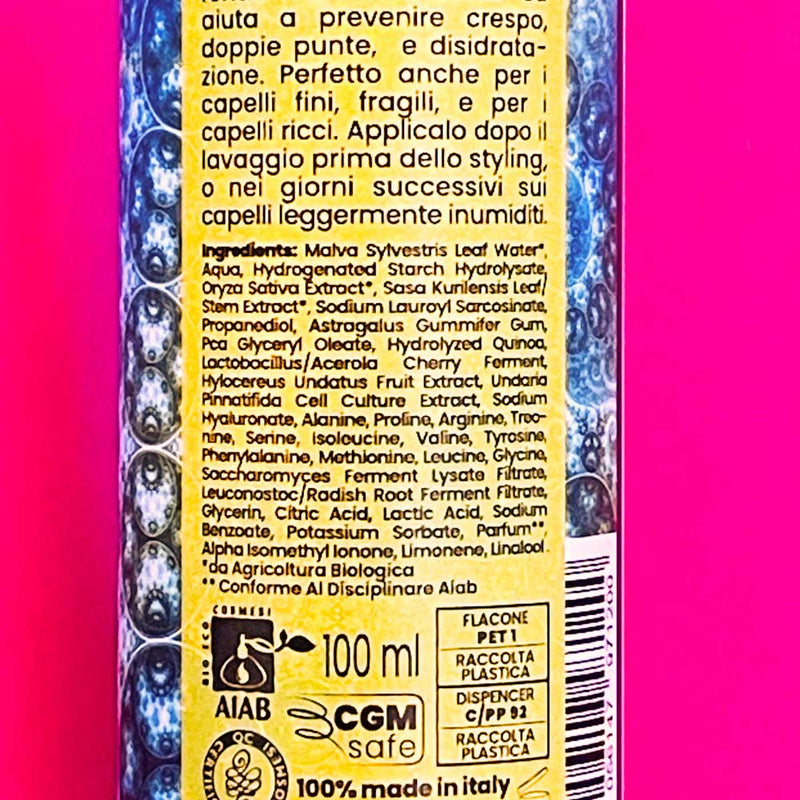 aiuta a prevenire crespo,
doppie punte, e disidrata-
zione. Perfetto anche per i
capelli fini, fragili, e per i
capelli ricci. Applicalo dopo il
lavaggio prima dello styling,
o nei giorni successivi sui
capelli leggermente inumiditi.
Ingredients: Malva Sylvestris Leaf Water*,
Aqua, Hydrogenated Starch Hydrolysate,
Oryza Sativa Extract*, Sasa Kurilensis Leaf/
Stem Extract*, Sodium Lauroyl Sarcosinate,
Propanediol, Astragalus Gummifer Gum,
Pca Glyceryl Oleate, Hydrolyzed Quinoa,
Lactobacillus/Acerola Cherry Ferment,
Hylocereus Undatus Fruit Extract, Undaria
Pinnatifida Cell Culture Extract, Sodium
Hyaluronate, Alanine, Proline, Arginine, Treo-
nine, Serine, Isoleucine, Valine, Tyrosine,
Phenylalanine, Methionine, Leucine, Glycine,
Saccharomyces Ferment Lysate Filtrate,
Leuconostoc/Radish Root Ferment Filtrate,
Glycerin, Citric Acid, Lactic Acid, Sodium
Benzoate, Potassium Sorbate, Parfum**,
Alpha Isomethyl Ionone, Limonene, Linalool.
*da Agricoltura Biologica
**Conforme Al Disciplinare Aiab
COSMESI
BIO ECO
AIAB
100 ml
FLACONE
PET 1
RACCOLTA
PLASTICA
DISPENCER
C/PP 92
RACCOLTA
PLASTICA
CGM
safe
100% made in italy